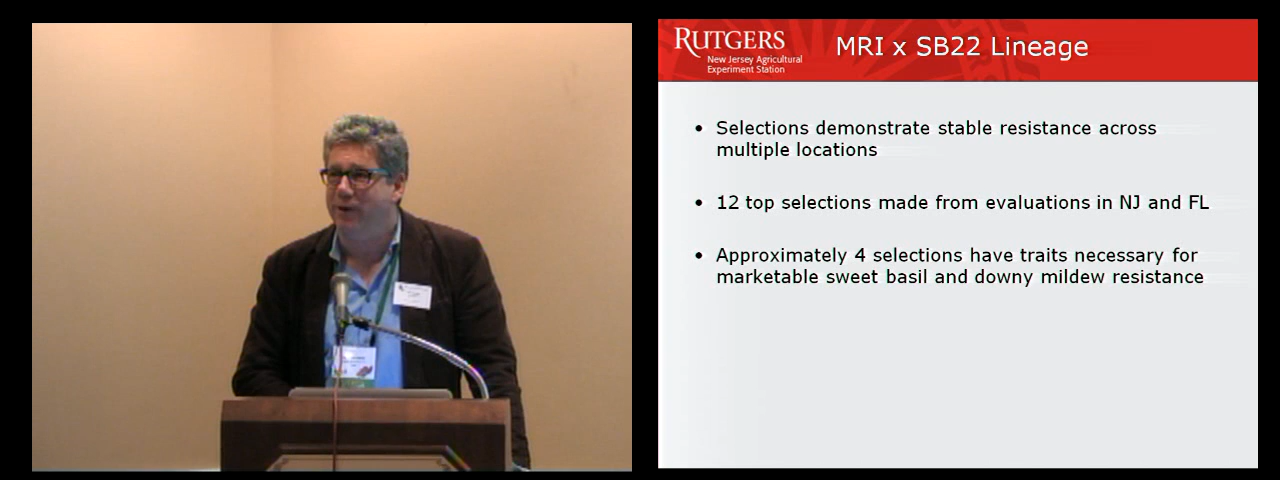 RUTGERS
New Jersey Agricultural
Experiment Station
MRI x SB22 Lineage
• Selections demonstrate stable resistance across
multiple locations
• 12 top selections made from evaluations in NJ and FL
• Approximately 4 selections have traits necessary for
marketable sweet basil and downy mildew resistance